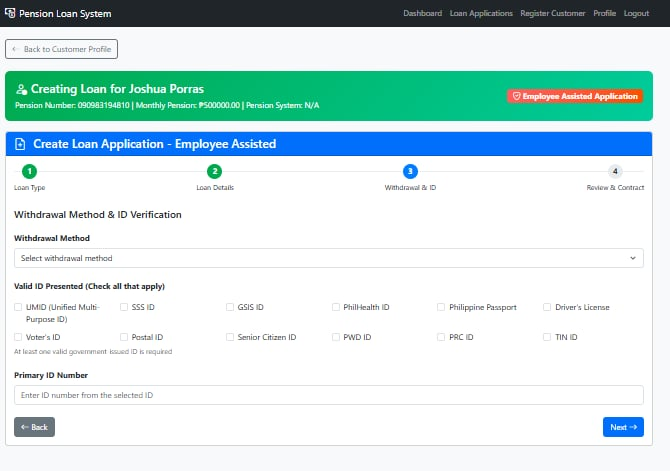 Pension Loan System
Dashboard Loan Applications Register Customer Profile Logout
← Back to Customer Profile
Creating Loan for Joshua Porras
Pension Number: 090983194810 | Monthly Pension: ₱500000.00 | Pension System: N/A
Employee Assisted Application
Create Loan Application - Employee Assisted
1 2 3 4
Loan Type Loan Details Withdrawal & ID Review & Contract
Withdrawal Method & ID Verification
Withdrawal Method
Select withdrawal method
Valid ID Presented (Check all that apply)
UMID (Unified Multi-Purpose ID) SSS ID GSIS ID PhilHealth ID Philippine Passport Driver's License
Voter's ID Postal ID Senior Citizen ID PWD ID PRC ID TIN ID
At least one valid government issued ID is required
Primary ID Number
Enter ID number from the selected ID
← Back Next →